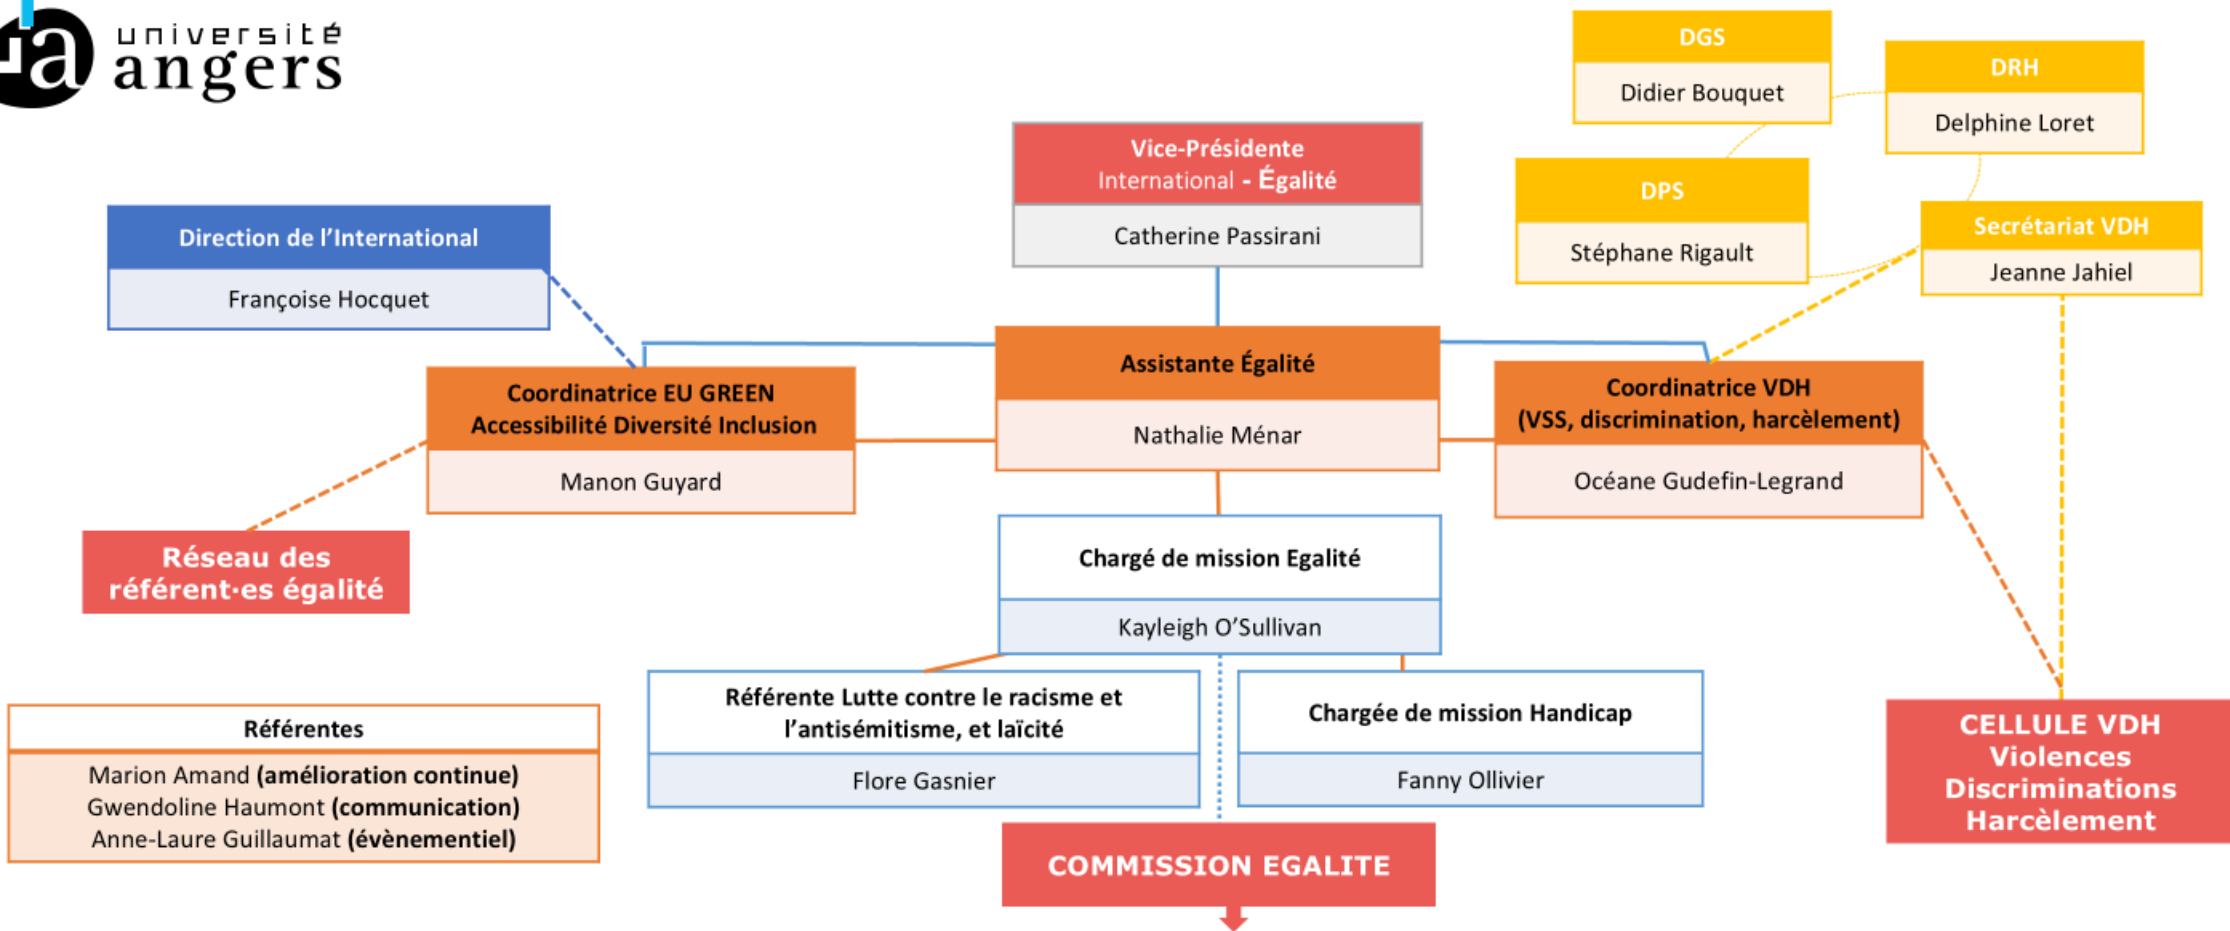 université
angers
DGS
Didier Bouquet
DRH
Delphine Loret
Vice-Présidente
International - Égalité
Catherine Passirani
DPS
Stéphane Rigault
Secrétariat VDH
Jeanne Jahiel
Direction de l’International
Françoise Hocquet
Assistante Égalité
Nathalie Ménar
Coordinatrice EU GREEN
Accessibilité Diversité Inclusion
Manon Guyard
Coordinatrice VDH
(VSS, discrimination, harcèlement)
Océane Gudefin-Legrand
Réseau des
référent·es égalité
Chargé de mission Egalité
Kayleigh O’Sullivan
Référente Lutte contre le racisme et
l’antisémitisme, et laïcité
Flore Gasnier
Chargée de mission Handicap
Fanny Ollivier
Référentes
Marion Amand (amélioration continue)
Gwendoline Haumont (communication)
Anne-Laure Guillaumat (évènementiel)
CELLULE VDH
Violences
Discriminations
Harcèlement
COMMISSION EGALITE